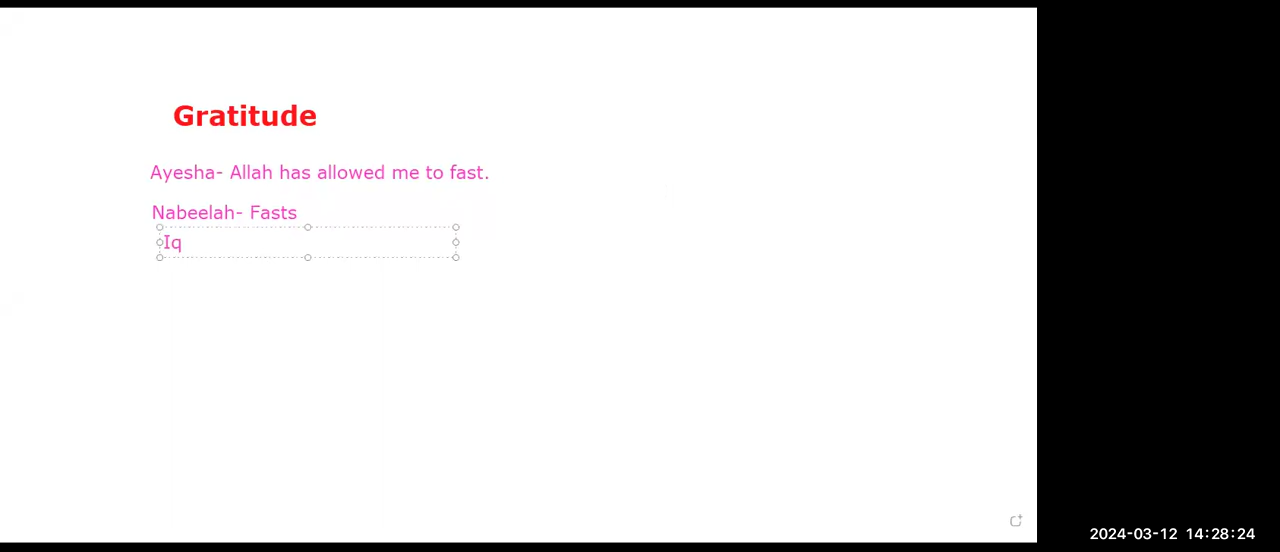 Gratitude
Ayesha- Allah has allowed me to fast.
Nabeelah- Fasts
Iq
2024-03-12 14:28:24